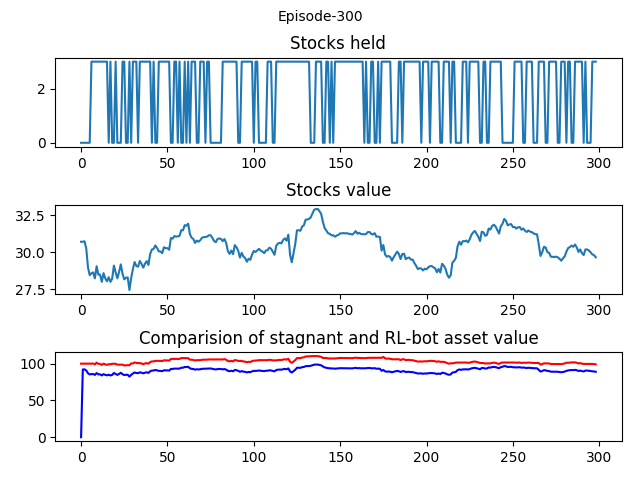 Episode-300
Stocks held
2
0
0 50 100 150 200 250 300
Stocks value
32.5
30.0
27.5
0 50 100 150 200 250 300
Comparision of stagnant and RL-bot asset value
100
50
0
0 50 100 150 200 250 300